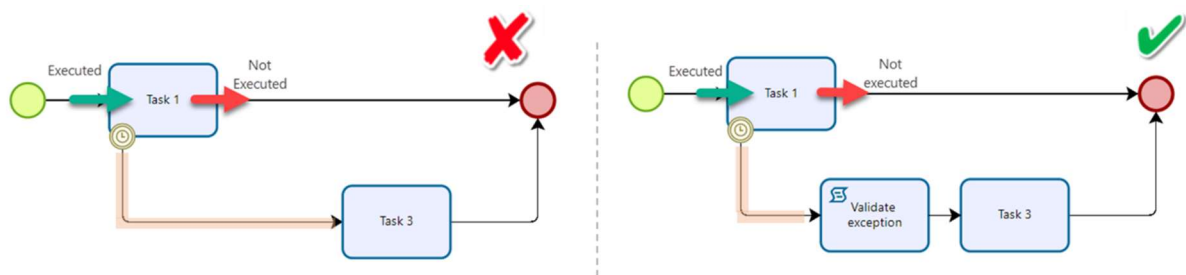 Executed
Not
Executed
Task 1
Task 3
Executed
Not
executed
Task 1
Validate
exception
Task 3